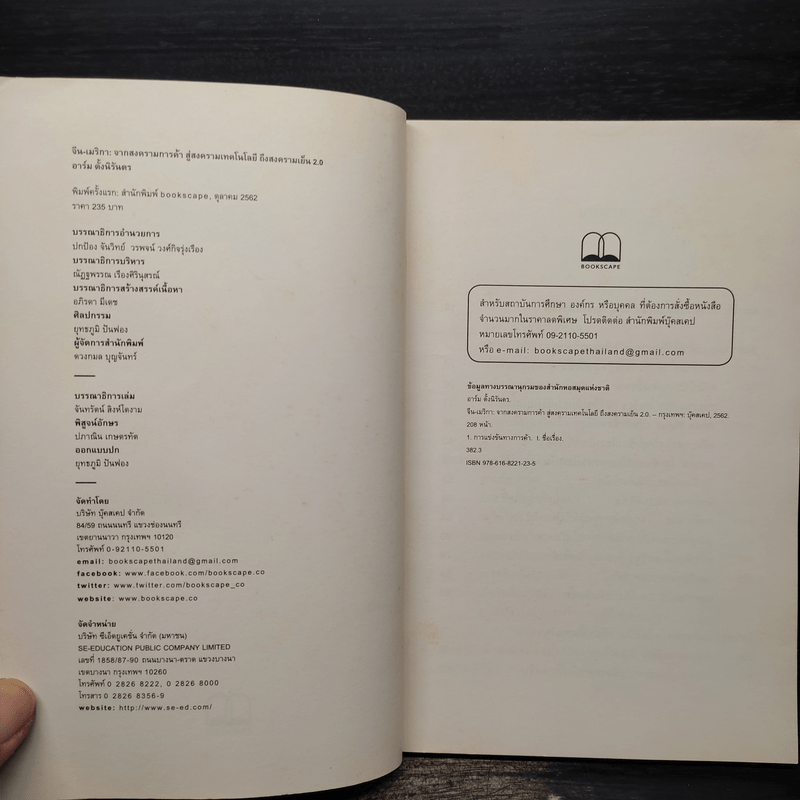 จีน-เมริกา: จากสงครามการค้า สู่สงครามเทคโนโลยี ถึงสงครามเย็น 2.0
อาร์ม ตั้งนิรันดร
พิมพ์ครั้งแรก: สำนักพิมพ์ bookscape, ตุลาคม 2562
ราคา 235 บาท
บรรณาธิการอำนวยการ
ปกป้อง จันวิทย์ วรพจน์ วงศ์กิจรุ่งเรือง
บรรณาธิการบริหาร
ณัฏฐพรรณ เรืองศิรินุสรณ์
บรรณาธิการสร้างสรรค์เนื้อหา
อภิรดา มีเดช
ศิลปกรรม
ยุทธภูมิ ปันฟอง
ผู้จัดการสำนักพิมพ์
ดวงกมล บุญจันทร์
บรรณาธิการเล่ม
จันทรัตน์ สิงห์โตงาม
พิสูจน์อักษร
ปภาณิน เกษตรทัต
ออกแบบปก
ยุทธภูมิ ปันฟอง
จัดทำโดย
บริษัท บุ๊คสเคป จำกัด
84/59 ถนนนนทรี แขวงช่องนนทรี
เขตยานนาวา กรุงเทพฯ 10120
โทรศัพท์ 0-92110-5501
email: bookscapethailand@gmail.com
facebook: www.facebook.com/bookscape.co
twitter: www.twitter.com/bookscape_co
website: www.bookscape.co
จัดจำหน่าย
บริษัท ซีเอ็ดยูเคชั่น จำกัด (มหาชน)
SE-EDUCATION PUBLIC COMPANY LIMITED
เลขที่ 1858/87-90 ถนนบางนา-ตราด แขวงบางนา
เขตบางนา กรุงเทพฯ 10260
โทรศัพท์ 0 2826 8222, 0 2826 8000
โทรสาร 0 2826 8356-9
website: http://www.se-ed.com/
BOOKSCAPE
สำหรับสถาบันการศึกษา องค์กร หรือบุคคล ที่ต้องการสั่งซื้อหนังสือ
จำนวนมากในราคาลดพิเศษ โปรดติดต่อ สำนักพิมพ์บุ๊คสเคป
หมายเลขโทรศัพท์ 09-2110-5501
หรือ e-mail: bookscapethailand@gmail.com
ข้อมูลทางบรรณานุกรมของสำนักหอสมุดแห่งชาติ
อาร์ม ตั้งนิรันดร.
จีน-เมริกา: จากสงครามการค้า สู่สงครามเทคโนโลยี ถึงสงครามเย็น 2.0. -- กรุงเทพฯ: บุ๊คสเคป, 2562.
208 หน้า.
1. การแข่งขันทางการค้า. I. ชื่อเรื่อง.
382.3
ISBN 978-616-8221-23-5